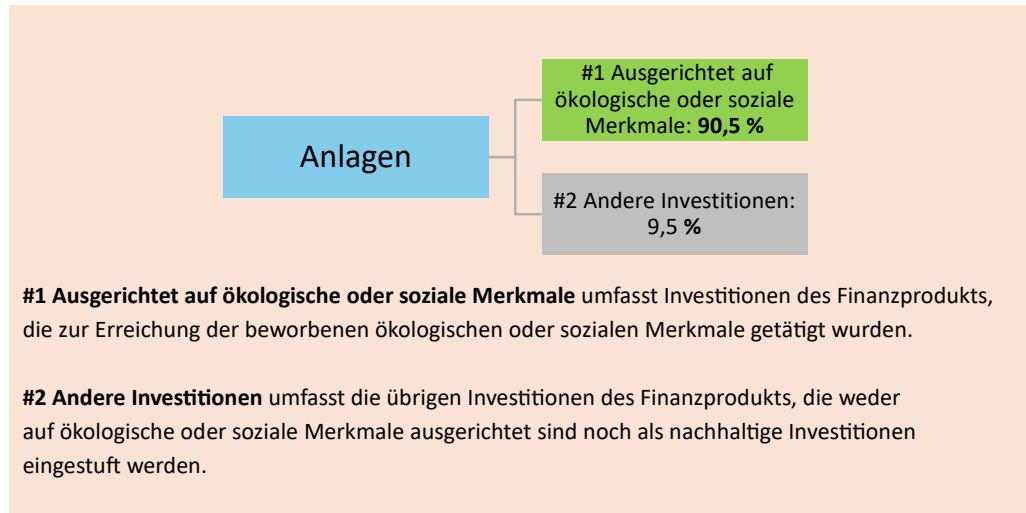 #1 Ausgerichtet auf
ökologische oder soziale
Merkmale: 90,5 %
Anlagen
#2 Andere Investitionen:
9,5 %
#1 Ausgerichtet auf ökologische oder soziale Merkmale umfasst Investitionen des Finanzprodukts,
die zur Erreichung der beworbenen ökologischen oder sozialen Merkmale getätigt wurden.
#2 Andere Investitionen umfasst die übrigen Investitionen des Finanzprodukts, die weder
auf ökologische oder soziale Merkmale ausgerichtet sind noch als nachhaltige Investitionen
eingestuft werden.